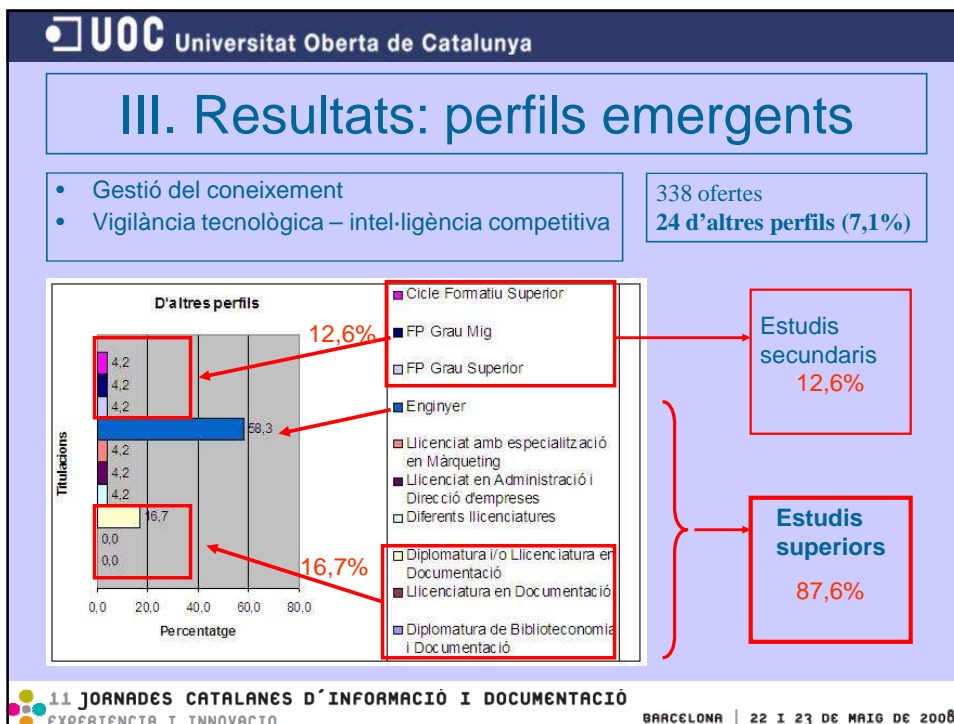 UOC Universitat Oberta de Catalunya
III. Resultats: perfils emergents
• Gestió del coneixement
• Vigilància tecnològica – intel·ligència competitiva
338 ofertes
24 d'altres perfils (7,1%)
D'altres perfils
Titulacions
4,2
4,2
4,2
58,3
4,2
4,2
4,2
16,7
0,0
0,0
0,0 20,0 40,0 60,0 80,0
Percentatge
12,6%
16,7%
Cicle Formatiu Superior
FP Grau Mig
FP Grau Superior
Enginyer
Llicenciat amb especialització
en Màrqueting
Llicenciat en Administració i
Direcció d'empreses
Diferents llicenciatures
Diplomatura i/o Llicenciatura en
Documentació
Llicenciatura en Documentació
Diplomatura de Biblioteconomia
i Documentació
Estudis
secundaris
12,6%
Estudis
superiors
87,6%
11 JORNADES CATALANES D´INFORMACIÓ I DOCUMENTACIÓ
EXPERIENCIA I INNOVACIO
BARCELONA | 22 I 23 DE MAIG DE 2008